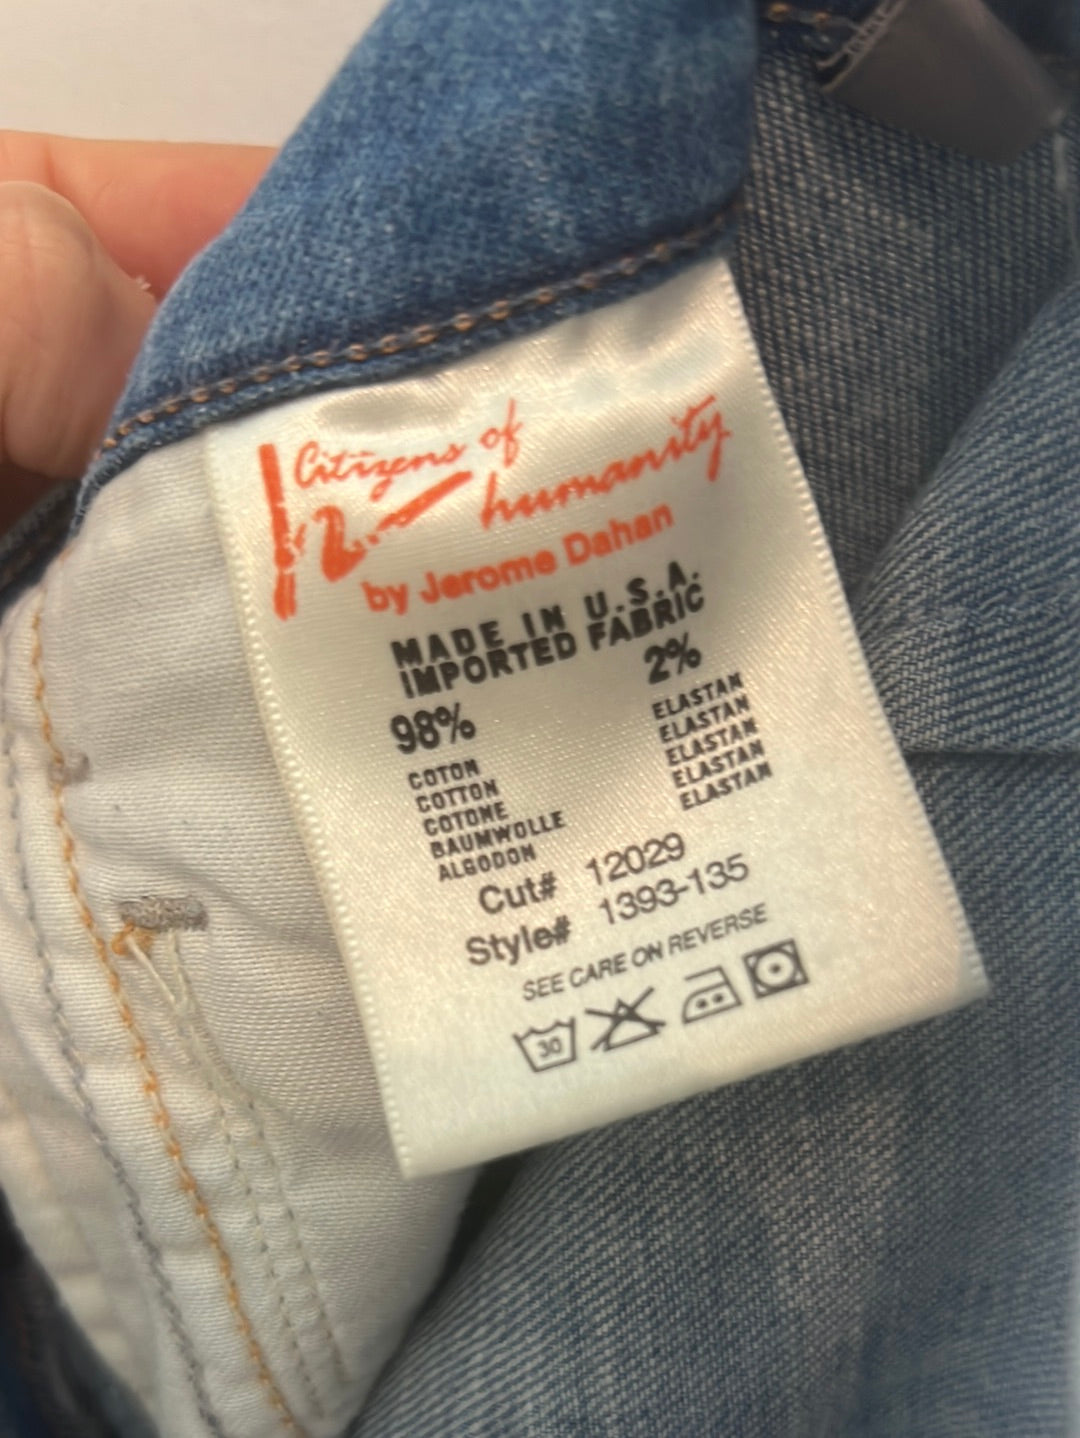 Citizens of
humanity
by Jerome Dahan
MADE IN U.S.A.
IMPORTED FABRIC
98% 2%
COTON ELASTAN
COTTON ELASTAN
COTONE ELASTAN
BAUMWOLLE ELASTAN
ALGODON ELASTAN
Cut# 12029
Style# 1393-135
SEE CARE ON REVERSE
30